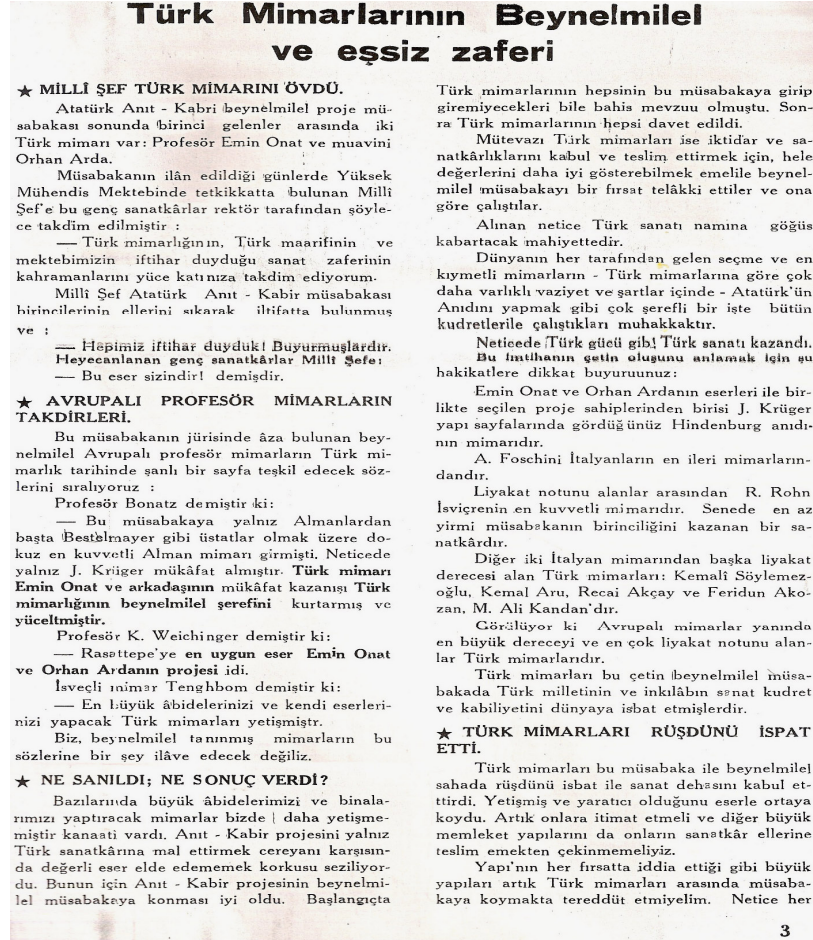 Türk Mimarlarının Beynelmilel
ve eşsiz zaferi
★ MİLLÎ ŞEF TÜRK MİMARINI ÖVDÜ.
Atatürk Anıt - Kabri beynelmilel proje mü-
sabakası sonunda birinci gelenler arasında iki
Türk mimarı var: Profesör Emin Onat ve muavini
Orhan Arda.
Müsabakanın ilân edildiği günlerde Yüksek
Mühendis Mektebinde tetkikkatta bulunan Millî
Şef'e bu genç sanatkârlar rektör tarafından şöyle-
ce takdim edilmiştir :
— Türk mimarlığının, Türk maarifinin ve
mektebimizin iftihar duyduğu sanat zaferinin
kahramanlarını yüce katınıza takdim ediyorum.
Millî Şef Atatürk Anıt - Kabir müsabakası
birincilerinin ellerini sıkarak iltifatta bulunmuş
ve :
— Hepimiz iftihar duyduk! Buyurmuşlardır.
Heyecanlanan genç sanatkârlar Millî Şefe:
— Bu eser sizindir! demişdir.
★ AVRUPALI PROFESÖR MİMARLARIN
TAKDİRLERİ.
Bu müsabakanın jürisinde âza bulunan bey-
nelmilel Avrupalı profesör mimarların Türk mi-
marlık tarihinde şanlı bir sayfa teşkil edecek söz-
lerini sıralıyoruz :
Profesör Bonatz demiştir ki:
— Bu müsabakaya yalnız Almanlardan
başta Bestelmayer gibi üstatlar olmak üzere do-
kuz en kuvvetli Alman mimarı girmişti. Neticede
yalnız J. Krüger mükâfat almıştır. Türk mimarı
Emin Onat ve arkadaşının mükâfat kazanışı Türk
mimarlığının beynelmilel şerefini kurtarmış ve
yüceltmiştir.
Profesör K. Weichinger demiştir ki:
— Rasattepe'ye en uygun eser Emin Onat
ve Orhan Ardanın projesi idi.
İsveçli mimar Tenghbom demiştir ki:
— En büyük âbidelerinizi ve kendi eserleri-
nizi yapacak Türk mimarları yetişmiştr.
Biz, beynelmilel tanınmış mimarların bu
sözlerine bir şey ilâve edecek değiliz.
★ NE SANILDI; NE SONUÇ VERDİ?
Bazılarında büyük âbidelerimizi ve binala-
rımızı yaptıracak mimarlar bizde daha yetişme-
miştir kanaati vardı. Anıt - Kabir projesini yalnız
Türk sanatkârına mal ettirmek cereyanı karşısın-
da değerli eser elde edememek korkusu seziliyor-
du. Bunun için Anıt - Kabir projesinin beynelmi-
lel müsabakaya konması iyi oldu. Başlangıçta
Türk mimarlarının hepsinin bu müsabakaya girip
giremiyecekleri bile bahis mevzuu olmuştu. Son-
ra Türk mimarlarının hepsi davet edildi.
Mütevazı Türk mimarları ise iktidar ve sa-
natkârlıklarını kabul ve teslim ettirmek için, hele
değerlerini daha iyi gösterebilmek emelile beynel-
milel müsabakayı bir fırsat telâkki ettiler ve ona
göre çalıştılar.
Alınan netice Türk sanatı namına göğüs
kabartacak mahiyettedir.
Dünyanın her tarafından gelen seçme ve en
kıymetli mimarların - Türk mimarlarına göre çok
daha varlıklı vaziyet ve şartlar içinde - Atatürk'ün
Anıdını yapmak gibi çok şerefli bir işte bütün
kudretlerile çalıştıkları muhakkaktır.
Neticede Türk gücü gibi Türk sanatı kazandı.
Bu imtihanın çetin oluşunu anlamak için şu
hakikatlere dikkat buyuruunuz:
Emin Onat ve Orhan Ardanın eserleri ile bir-
likte seçilen proje sahiplerinden birisi J. Krüger
yapı sayfalarında gördüğünüz Hindenburg anıdı-
nın mimarıdır.
A. Foschini İtalyanların en ileri mimarların-
dandır.
Liyakat notunu alanlar arasından R. Rohn
İsviçrenin en kuvvetli mimarıdır. Senede en az
yirmi müsabakanın birinciliğini kazanan bir sa-
natkârdır.
Diğer iki İtalyan mimarından başka liyakat
derecesi alan Türk mimarları: Kemalî Söylemez-
oğlu, Kemal Aru, Recai Akçay ve Feridun Ako-
zan, M. Ali Kandan'dır.
Görülüyor ki Avrupalı mimarlar yanında
en büyük dereceyi ve en çok liyakat notunu alan-
lar Türk mimarlarıdır.
Türk mimarları bu çetin beynelmilel müsa-
bakada Türk milletinin ve inkılâbın sanat kudret
ve kabiliyetini dünyaya isbat etmişlerdir.
★ TÜRK MİMARLARI RÜŞDÜNÜ İSPAT
ETTİ.
Türk mimarları bu müsabaka ile beynelmilel
sahada rüşdünü isbat ile sanat dehasını kabul et-
ttirdi. Yetişmiş ve yaratıcı olduğunu eserle ortaya
koydu. Artık onlara itimat etmeli ve diğer büyük
memleket yapılarını da onların sanatkâr ellerine
teslim emekten çekinmemeliyiz.
Yapı'nın her fırsatta iddia ettiği gibi büyük
yapıları artık Türk mimarları arasında müsaba-
kaya koymakta tereddüt etmiyelim. Netice her
3